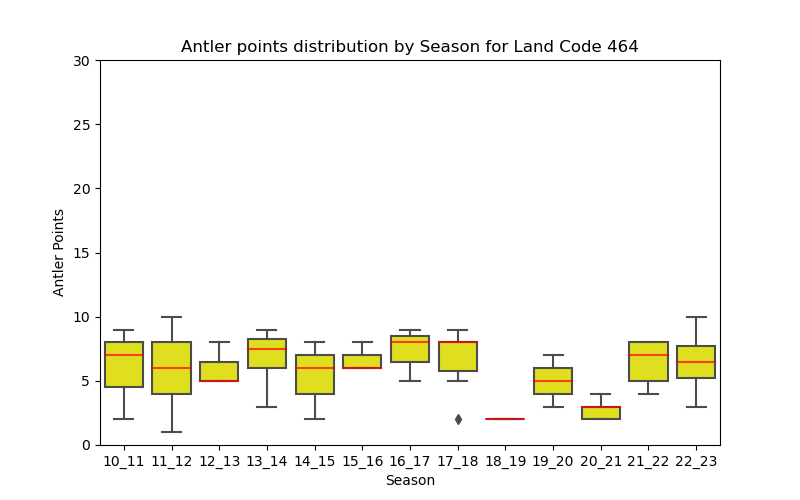 Antler points distribution by Season for Land Code 464
30
25
20
15
10
5
0
Antler Points
10_11 11_12 12_13 13_14 14_15 15_16 16_17 17_18 18_19 19_20 20_21 21_22 22_23
Season